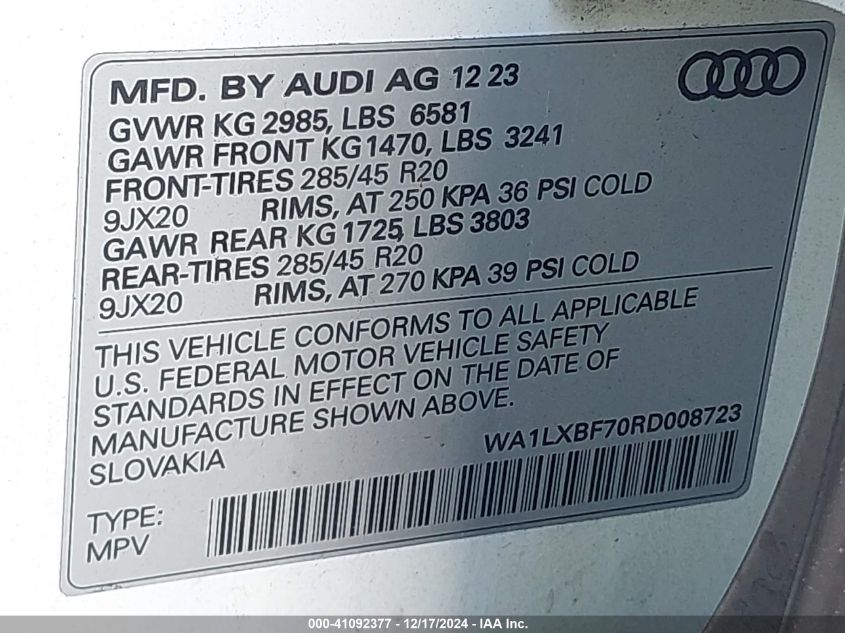 MFD. BY AUDI AG 12 23
GVWR KG 2985, LBS 6581
GAWR FRONT KG1470, LBS 3241
FRONT-TIRES 285/45 R20
9JX20 RIMS, AT 250 KPA 36 PSI COLD
GAWR REAR KG 1725, LBS 3803
REAR-TIRES 285/45 R20
9JX20 RIMS, AT 270 KPA 39 PSI COLD
THIS VEHICLE CONFORMS TO ALL APPLICABLE
U.S. FEDERAL MOTOR VEHICLE SAFETY
STANDARDS IN EFFECT ON THE DATE OF
MANUFACTURE SHOWN ABOVE.
SLOVAKIA
WA1LXBF70RD008723
TYPE:
MPV
000-41092377 - 12/17/2024 - IAA Inc.